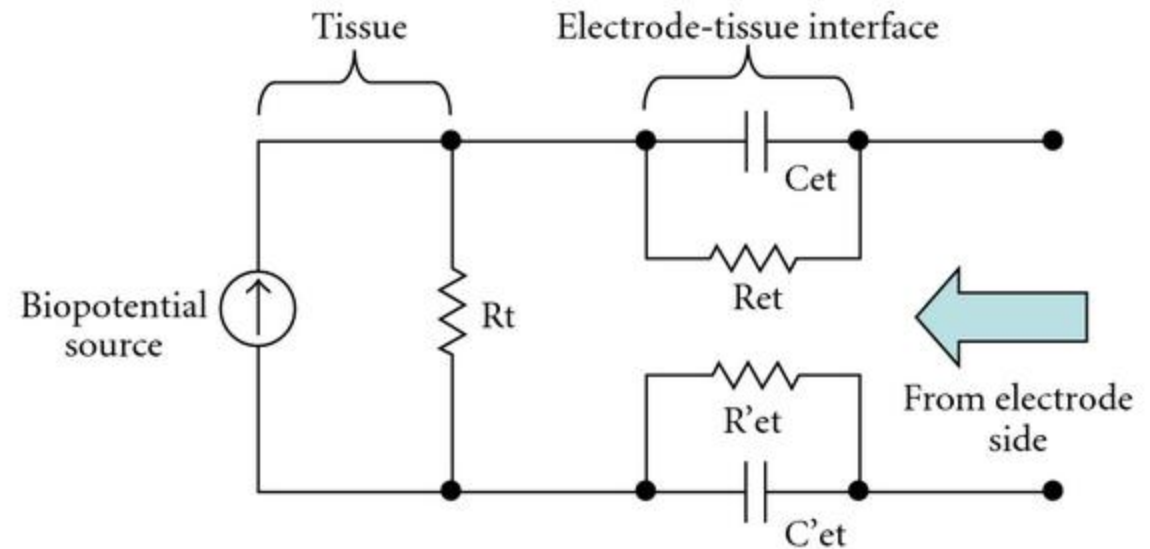 Tissue
Electrode-tissue interface
Cet
Ret
Biopotential
source
Rt
R’et
From electrode
side
C’et